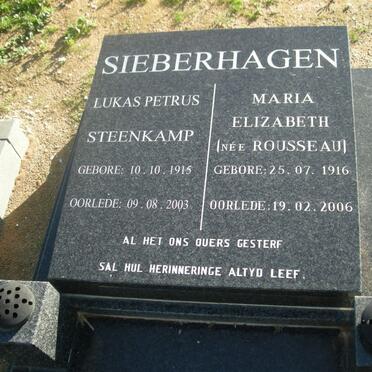 SIEBERHAGEN
LUKAS PETRUS
STEENKAMP
GEBORE: 10.10.1915
OORLEDE: 09.08.2003
MARIA
ELIZABETH
(NÉE ROUSSEAU)
GEBORE: 25.07.1916
OORLEDE: 19.02.2006
AL HET ONS OUERS GESTERF
SAL HUL HERINNERINGE ALTYD LEEF.